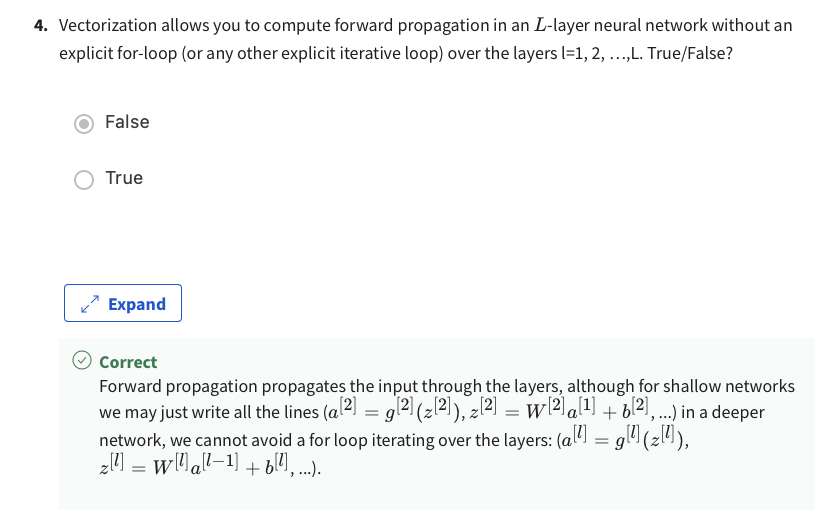 4. Vectorization allows you to compute forward propagation in an L-layer neural network without an
explicit for-loop (or any other explicit iterative loop) over the layers l=1, 2, …,L. True/False?
False
True
Expand
Correct
Forward propagation propagates the input through the layers, although for shallow networks
we may just write all the lines (a^{[2]} = g^{[2]}(z^{[2]}), z^{[2]} = W^{[2]}a^{[1]} + b^{[2]}, ...) in a deeper
network, we cannot avoid a for loop iterating over the layers: (a^{[l]} = g^{[l]}(z^{[l]}),
z^{[l]} = W^{[l]}a^{[l−1]} + b^{[l]}, ...).